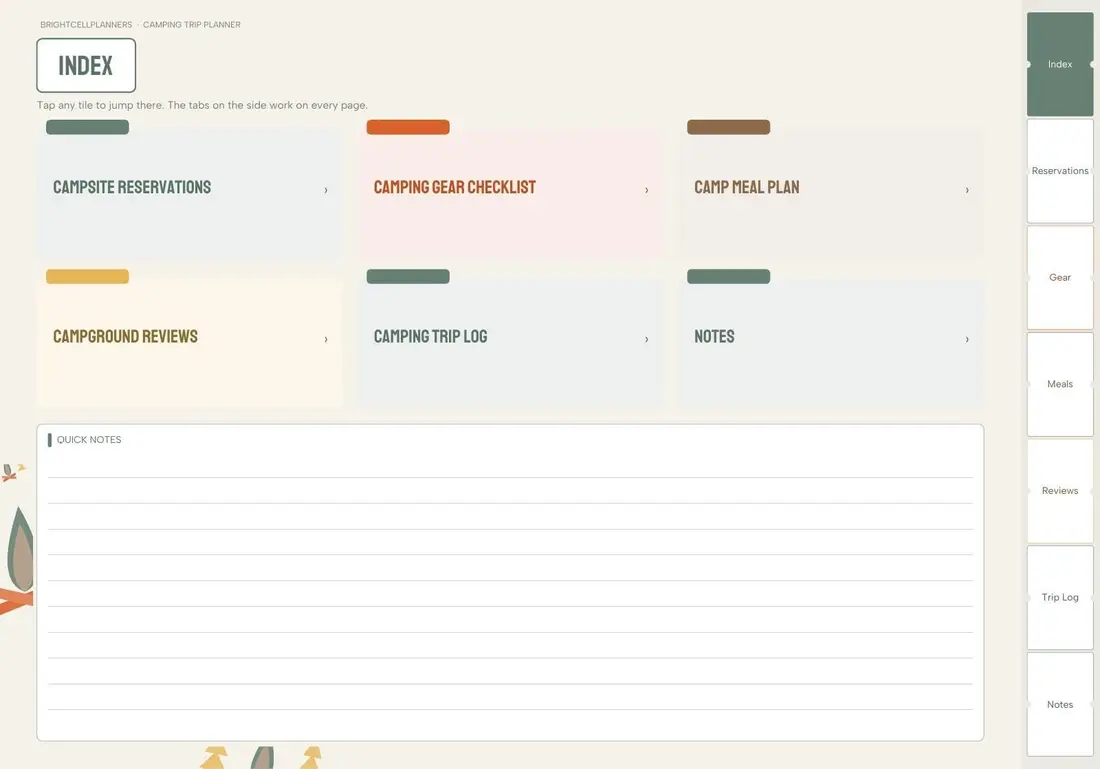 BRIGHTCELLPLANNERS · CAMPING TRIP PLANNER
INDEX
Tap any tile to jump there. The tabs on the side work on every page.
CAMPSITE RESERVATIONS ›
CAMPING GEAR CHECKLIST ›
CAMP MEAL PLAN ›
CAMPGROUND REVIEWS ›
CAMPING TRIP LOG ›
NOTES ›
QUICK NOTES
Index
Reservations
Gear
Meals
Reviews
Trip Log
Notes